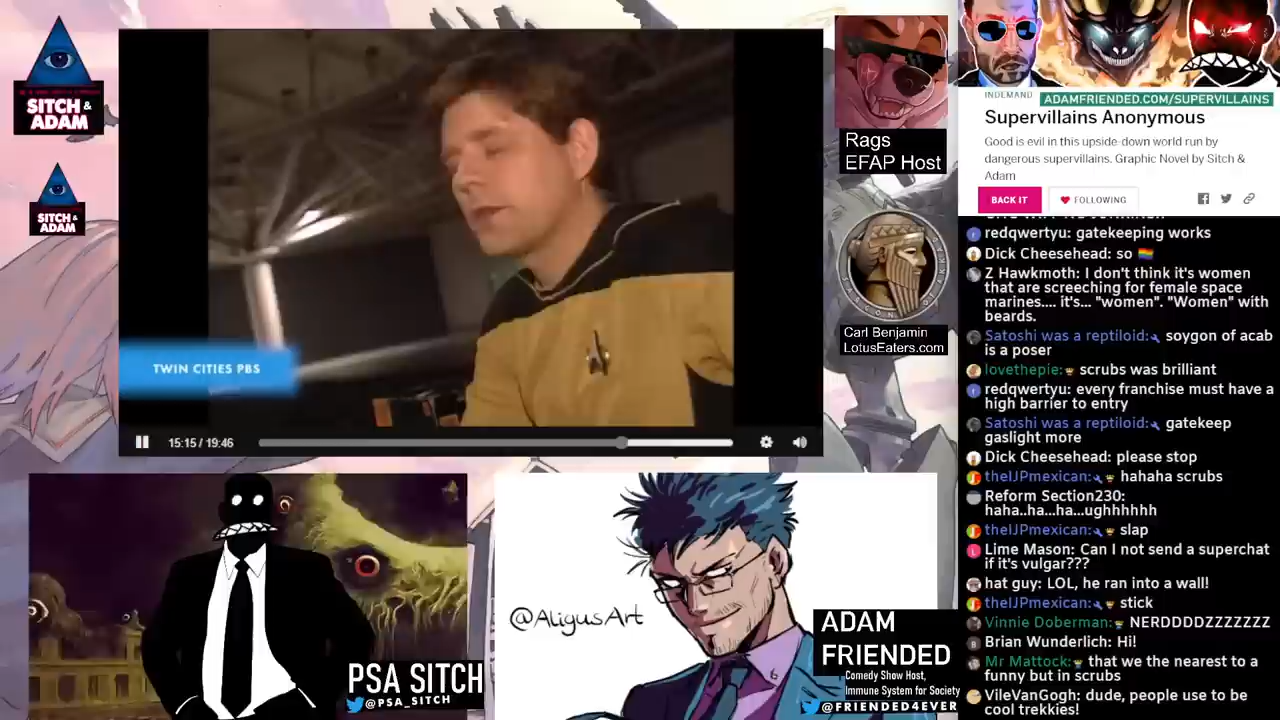 SITCH &
ADAM
SITCH &
ADAM
TWIN CITIES PBS
15:15 / 19:46
Rags
EFAP Host
SARGON OF AKKAD
Carl Benjamin
LotusEaters.com
@AligusArt
PSA SITCH
@PSA_SITCH
ADAM
FRIENDED
Comedy Show Host,
Immune System for Society
@FRIENDED4EVER
INDEMAND
ADAMFRIENDED.COM/SUPERVILLAINS
Supervillains Anonymous
Good is evil in this upside-down world run by
dangerous supervillains. Graphic Novel by Sitch &
Adam
BACK IT
FOLLOWING
redqwertyu: gatekeeping works
Dick Cheesehead: so 🏳️‍🌈
Z Hawkmoth: I don't think it's women
that are screeching for female space
marines.... it's... "women". "Women" with
beards.
Satoshi was a reptiloid: soygon of acab
is a poser
lovethepie: scrubs was brilliant
redqwertyu: every franchise must have a
high barrier to entry
Satoshi was a reptiloid: gatekeep
gaslight more
Dick Cheesehead: please stop
theIJPmexican: hahaha scrubs
Reform Section230:
haha..ha...ha...ughhhhhh
theIJPmexican: slap
Lime Mason: Can I not send a superchat
if it's vulgar???
hat guy: LOL, he ran into a wall!
theIJPmexican: stick
Vinnie Doberman: NERDDDDZZZZZZZ
Brian Wunderlich: Hi!
Mr Mattock: that we the nearest to a
funny but in scrubs
VileVanGogh: dude, people use to be
cool trekkies!